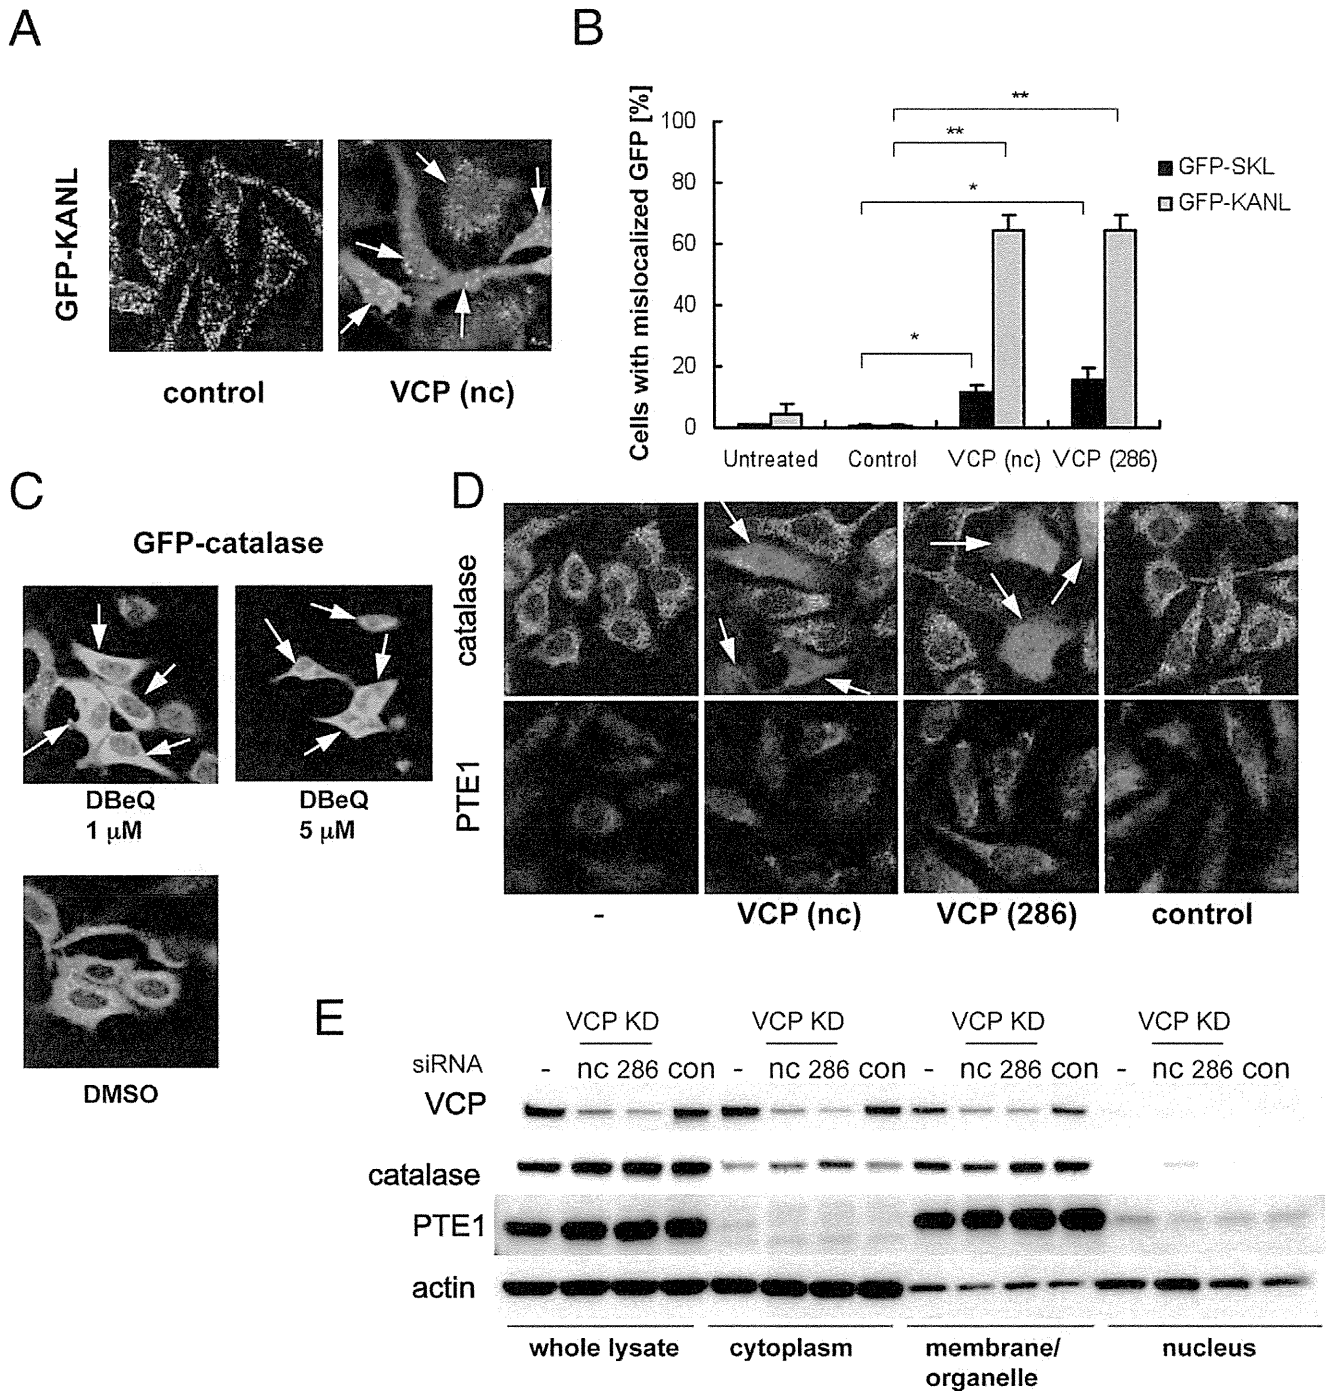 A
B
GFP-KANL
control
VCP (nc)
Cells with mislocalized GFP [%]
100
80
60
40
20
0
**
**
*
*
GFP-SKL
GFP-KANL
Untreated
Control
VCP (nc)
VCP (286)
C
GFP-catalase
DBeQ
1 μM
DBeQ
5 μM
DMSO
D
catalase
PTE1
-
VCP (nc)
VCP (286)
control
E
VCP KD
VCP KD
VCP KD
VCP KD
siRNA
- nc 286 con - nc 286 con - nc 286 con - nc 286 con
VCP
catalase
PTE1
actin
whole lysate
cytoplasm
membrane/
organelle
nucleus